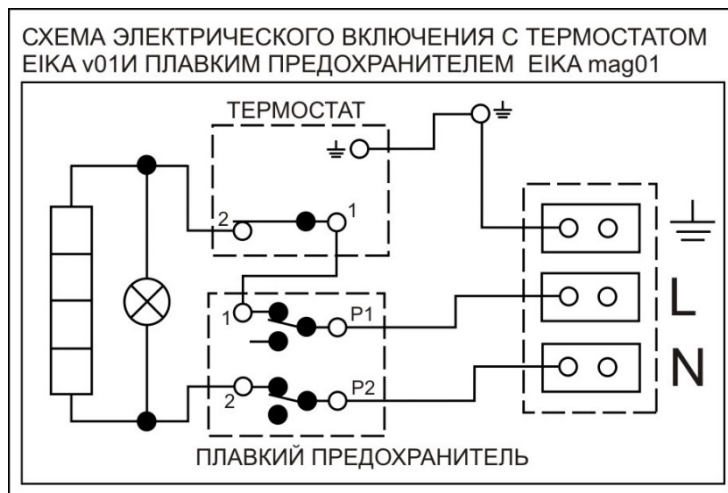 СХЕМА ЭЛЕКТРИЧЕСКОГО ВКЛЮЧЕНИЯ С ТЕРМОСТАТОМ
EIKA v01И ПЛАВКИМ ПРЕДОХРАНИТЕЛЕМ EIKA mag01
ТЕРМОСТАТ
2
1
1
P1
L
2
P2
N
ПЛАВКИЙ ПРЕДОХРАНИТЕЛЬ